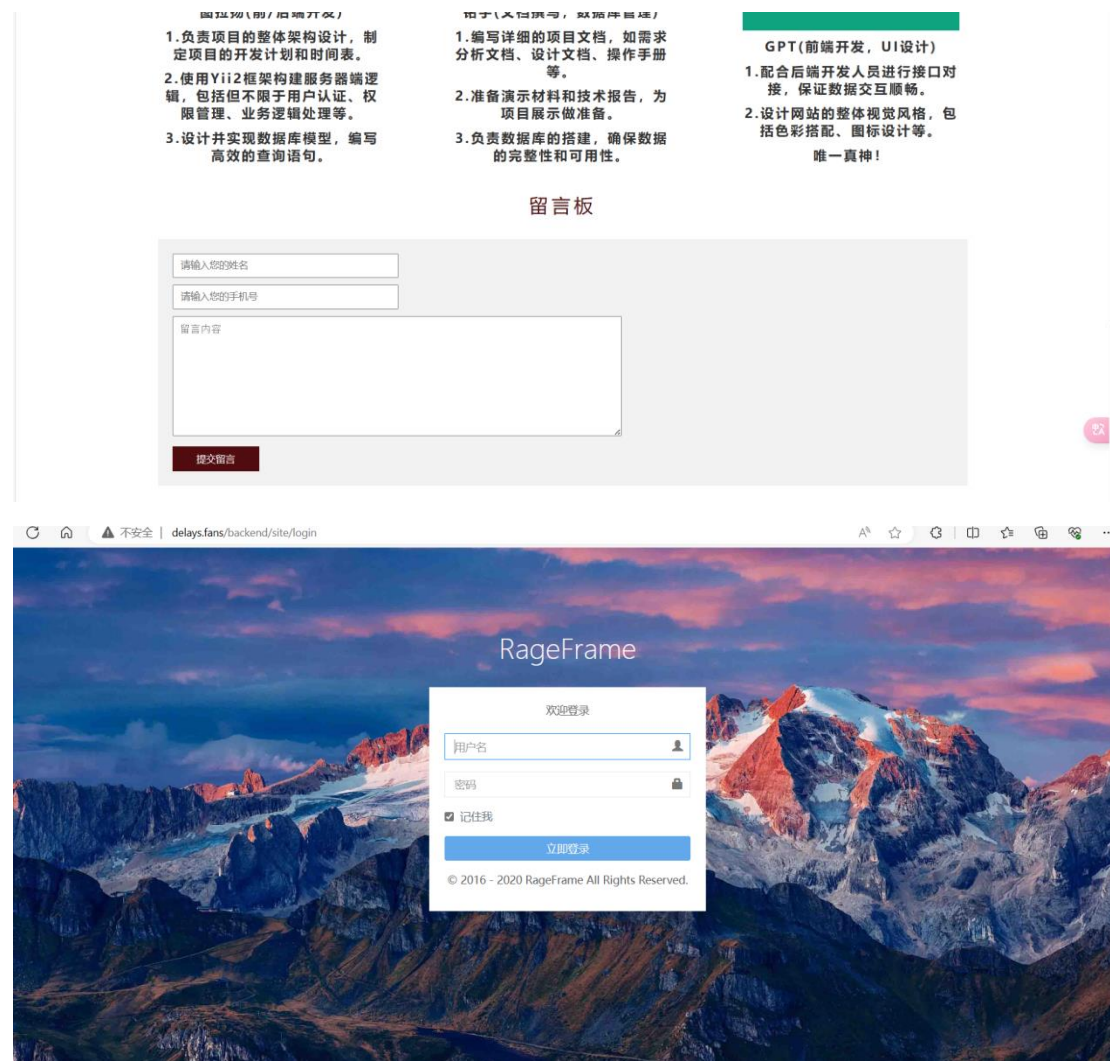 1.负责项目的整体架构设计，制
定项目的开发计划和时间表。
2.使用Yii2框架构建服务器端逻
辑，包括但不限于用户认证、权
限管理、业务逻辑处理等。
3.设计并实现数据库模型，编写
高效的查询语句。
1.编写详细的项目文档，如需求
分析文档、设计文档、操作手册
等。
2.准备演示材料和技术报告，为
项目展示做准备。
3.负责数据库的搭建，确保数据
的完整性和可用性。
GPT(前端开发，UI设计)
1.配合后端开发人员进行接口对
接，保证数据交互顺畅。
2.设计网站的整体视觉风格，包
括色彩搭配、图标设计等。
唯一真神！
留言板
请输入您的姓名
请输入您的手机号
留言内容
提交留言
不安全 | delays.fans/backend/site/login
RageFrame
欢迎登录
用户名
密码
记住我
立即登录
© 2016 - 2020 RageFrame All Rights Reserved.